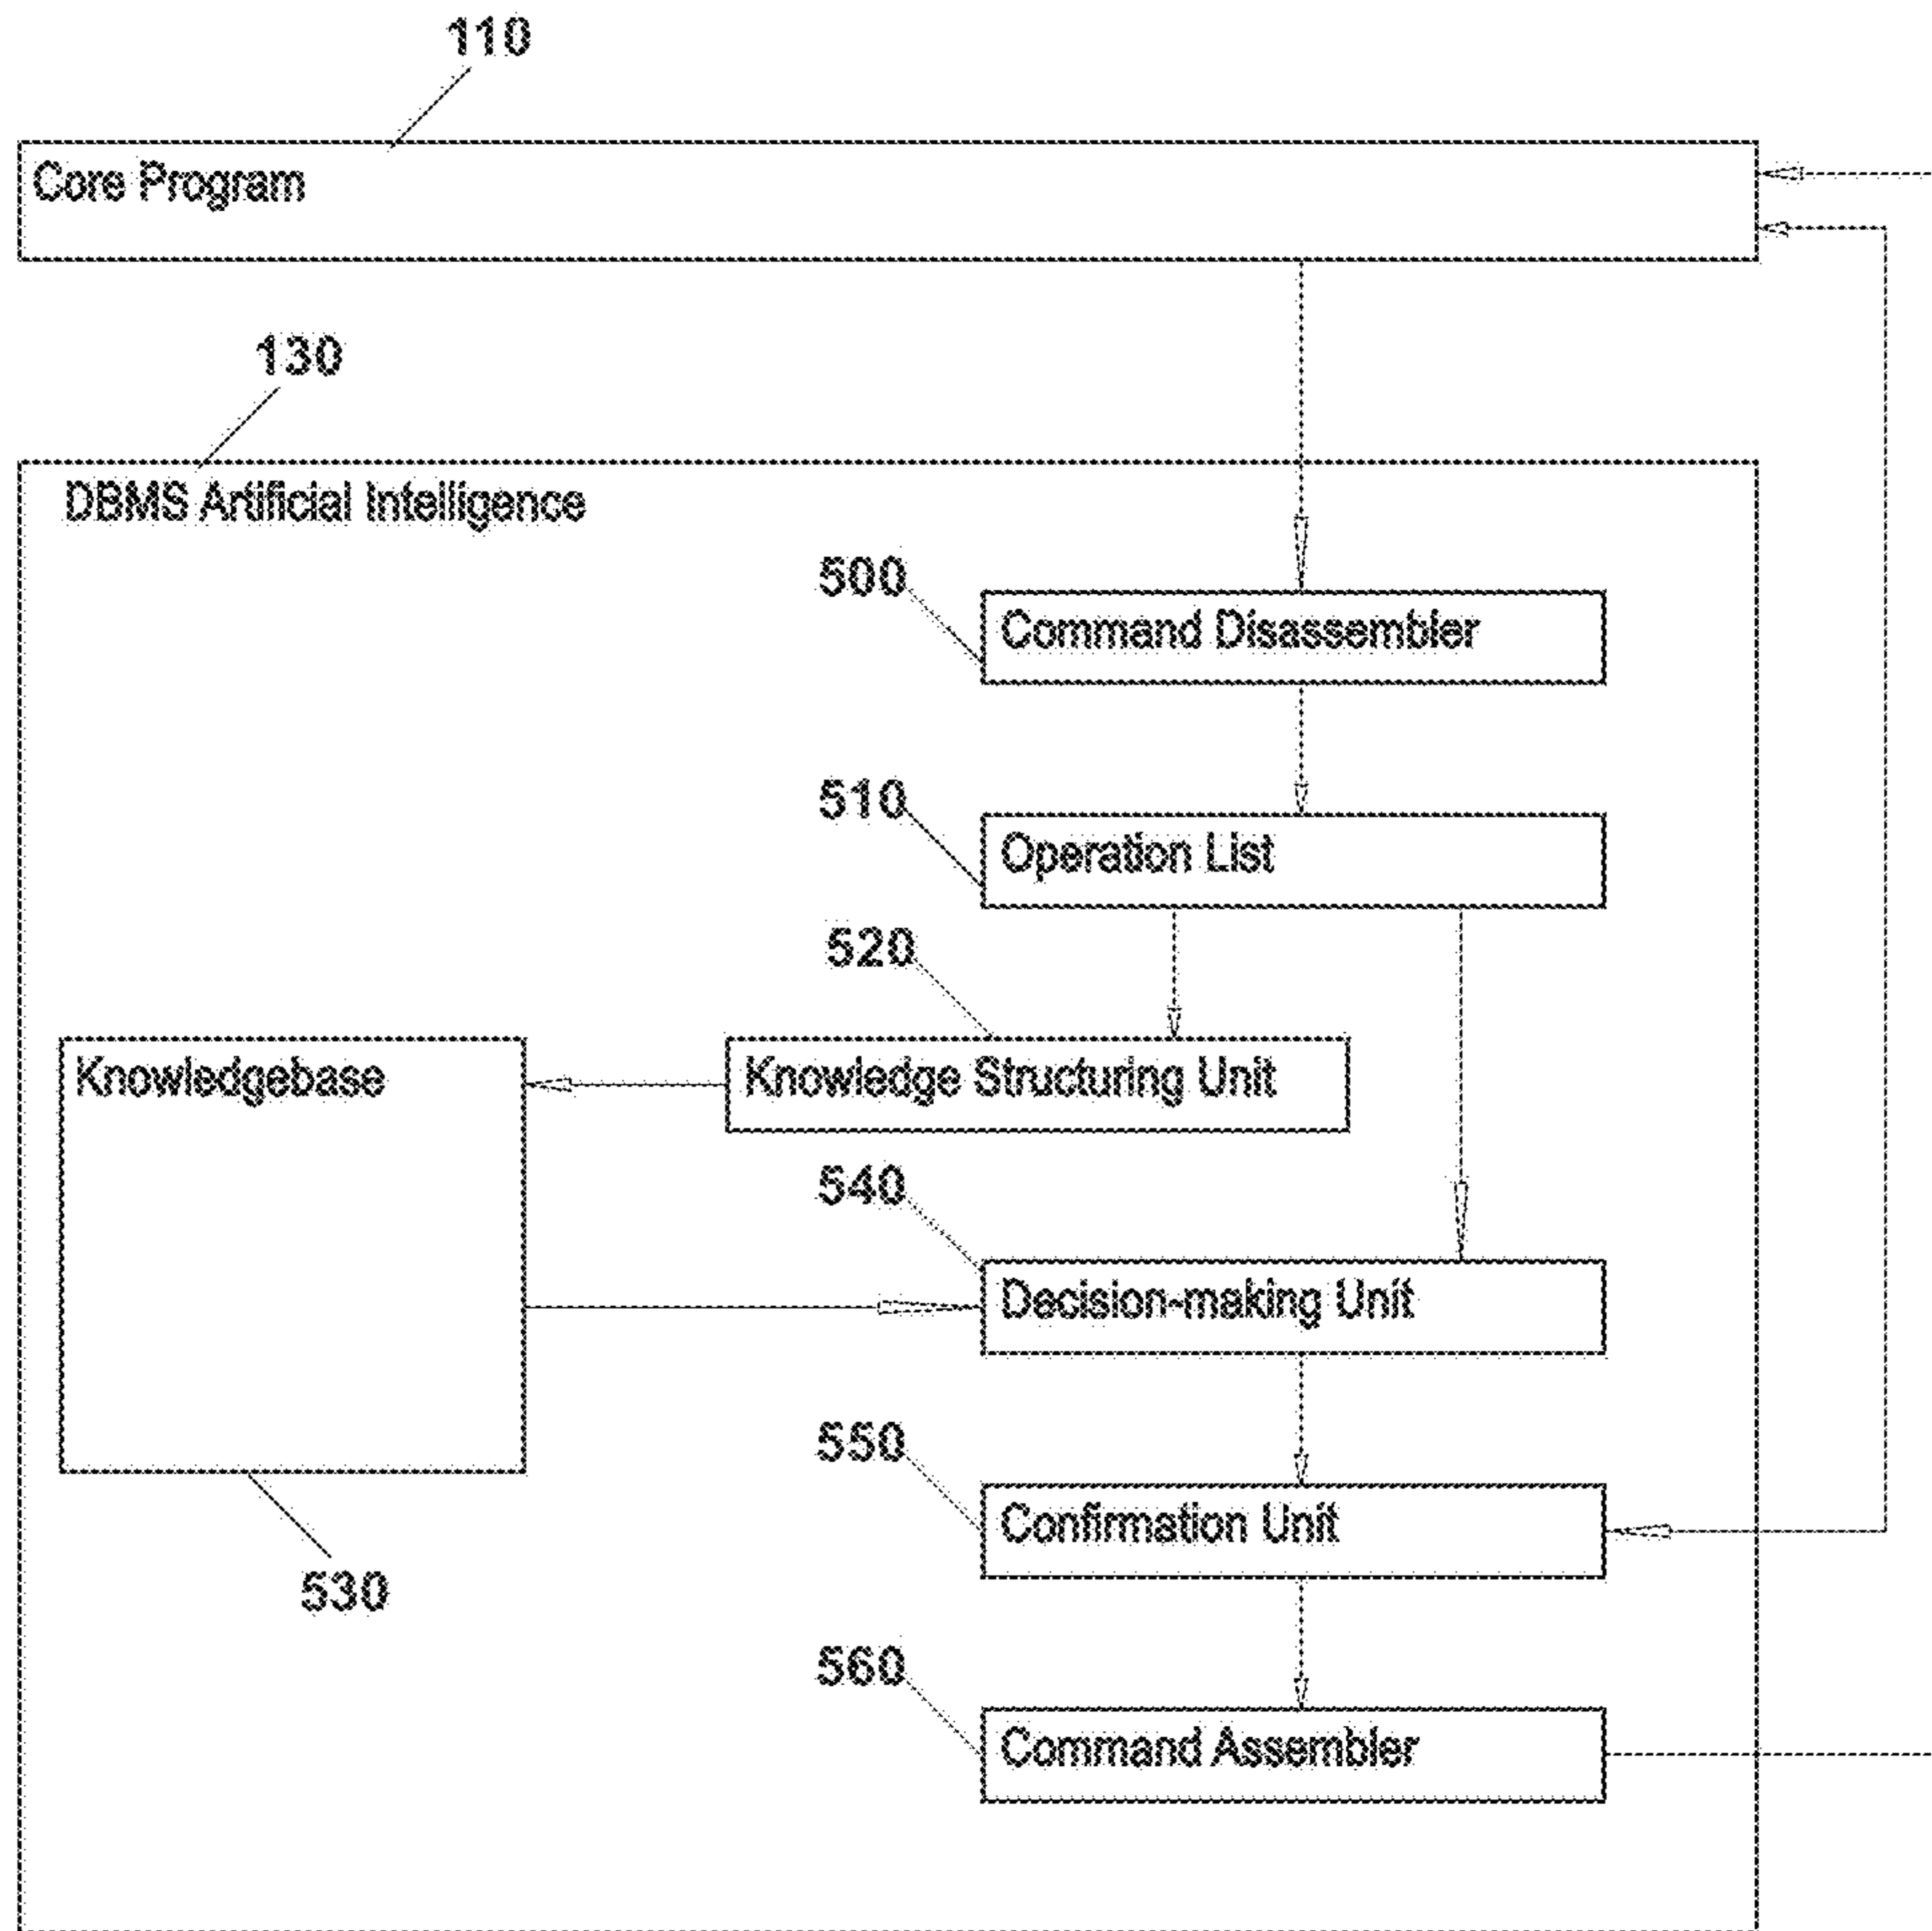 110
Core Program
130
DBMS Artificial Intelligence
500
Command Disassembler
510
Operation List
520
Knowledgebase
Knowledge Structuring Unit
540
Decision-making Unit
550
Confirmation Unit
530
560
Command Assembler